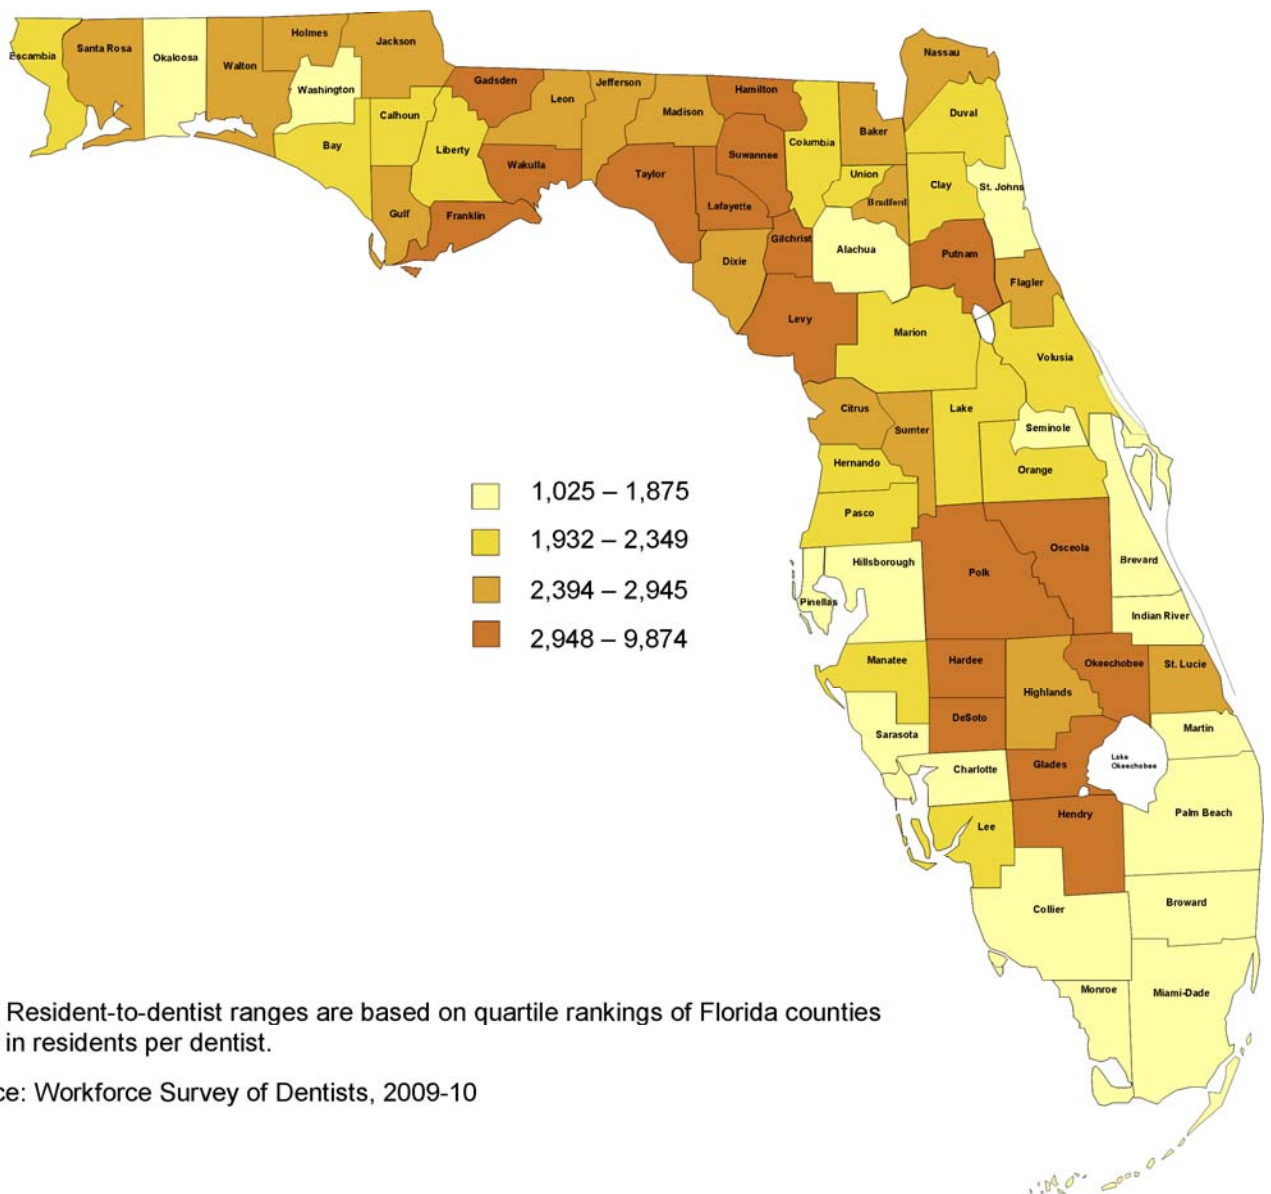 Escambia
Santa Rosa
Okaloosa
Walton
Holmes
Washington
Jackson
Bay
Calhoun
Gulf
Liberty
Gadsden
Franklin
Wakulla
Leon
Jefferson
Madison
Taylor
Hamilton
Suwannee
Lafayette
Dixie
Gilchrist
Levy
Columbia
Baker
Union
Bradford
Alachua
Nassau
Duval
Clay
St. Johns
Putnam
Flagler
Marion
Volusia
Citrus
Sumter
Lake
Seminole
Hernando
Orange
Pasco
1,025 – 1,875
1,932 – 2,349
2,394 – 2,945
2,948 – 9,874
Hillsborough
Pinellas
Polk
Osceola
Brevard
Indian River
Manatee
Hardee
Highlands
Okeechobee
St. Lucie
Sarasota
DeSoto
Martin
Charlotte
Glades
Lake
Okeechobee
Lee
Hendry
Palm Beach
Collier
Broward
Monroe
Miami-Dade
Resident-to-dentist ranges are based on quartile rankings of Florida counties
in residents per dentist.
ce: Workforce Survey of Dentists, 2009-10